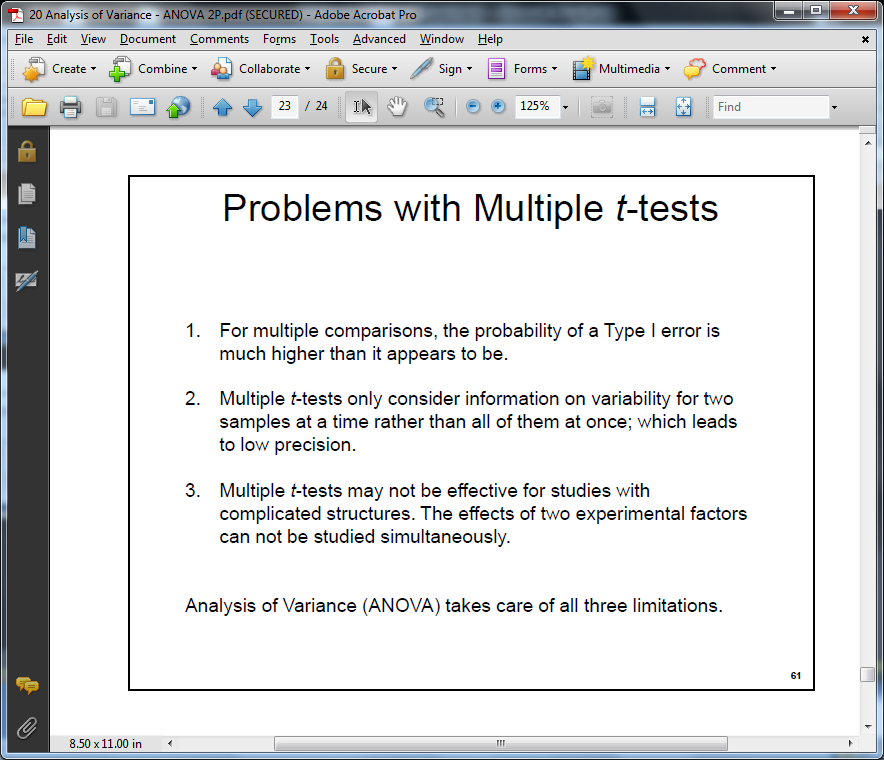 20 Analysis of Variance - ANOVA 2P.pdf (SECURED) - Adobe Acrobat Pro
File Edit View Document Comments Forms Tools Advanced Window Help
Create Combine Collaborate Secure Sign Forms Multimedia Comment
23 / 24 125% Find
Problems with Multiple t-tests
1. For multiple comparisons, the probability of a Type I error is
much higher than it appears to be.
2. Multiple t-tests only consider information on variability for two
samples at a time rather than all of them at once; which leads
to low precision.
3. Multiple t-tests may not be effective for studies with
complicated structures. The effects of two experimental factors
can not be studied simultaneously.
Analysis of Variance (ANOVA) takes care of all three limitations.
61
8.50 x 11.00 in